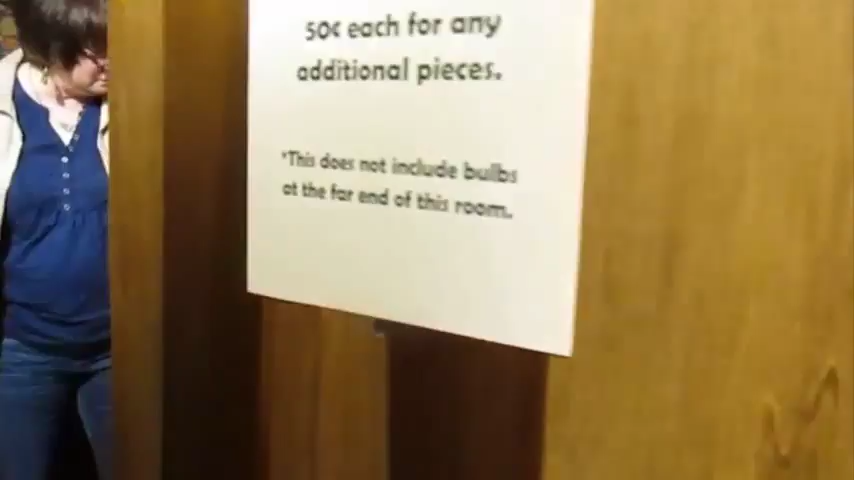 50¢ each for any
additional pieces.
*This does not include bulbs
at the far end of this room.